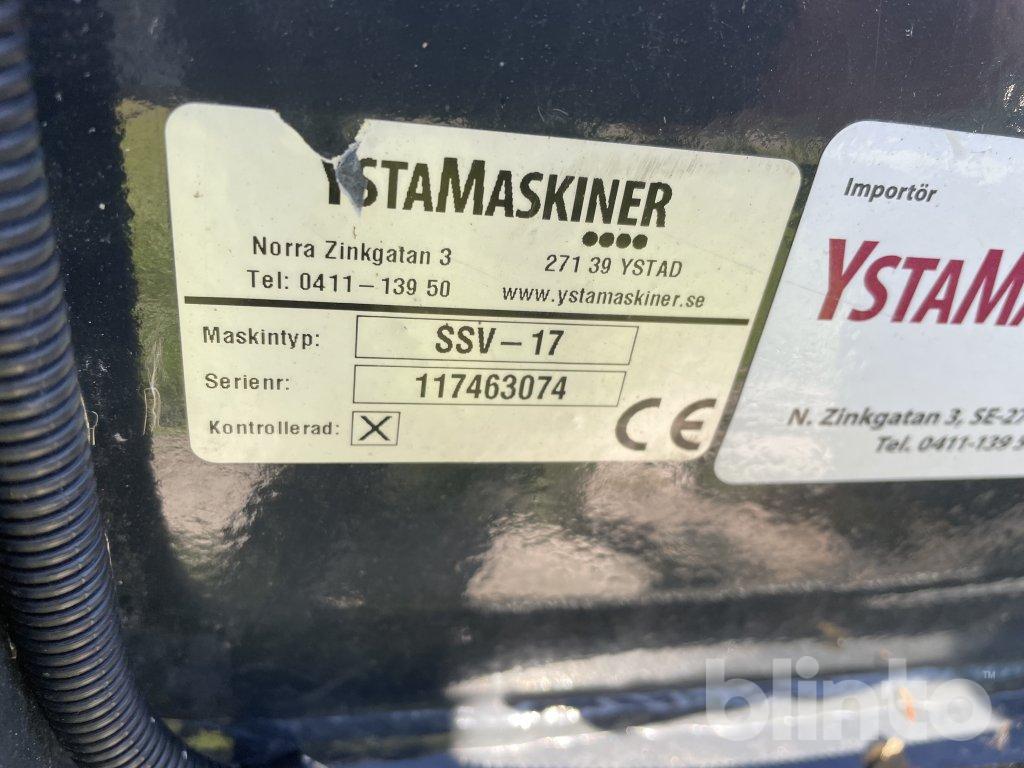 YSTAMASKINER
Norra Zinkgatan 3
271 39 YSTAD
Tel: 0411-139 50
www.ystamaskiner.se
Maskintyp: SSV-17
Serienr: 117463074
Kontrollerad: X
CE
Importör
YSTAM
N. Zinkgatan 3, SE-27
Tel. 0411-139 5
blinto™